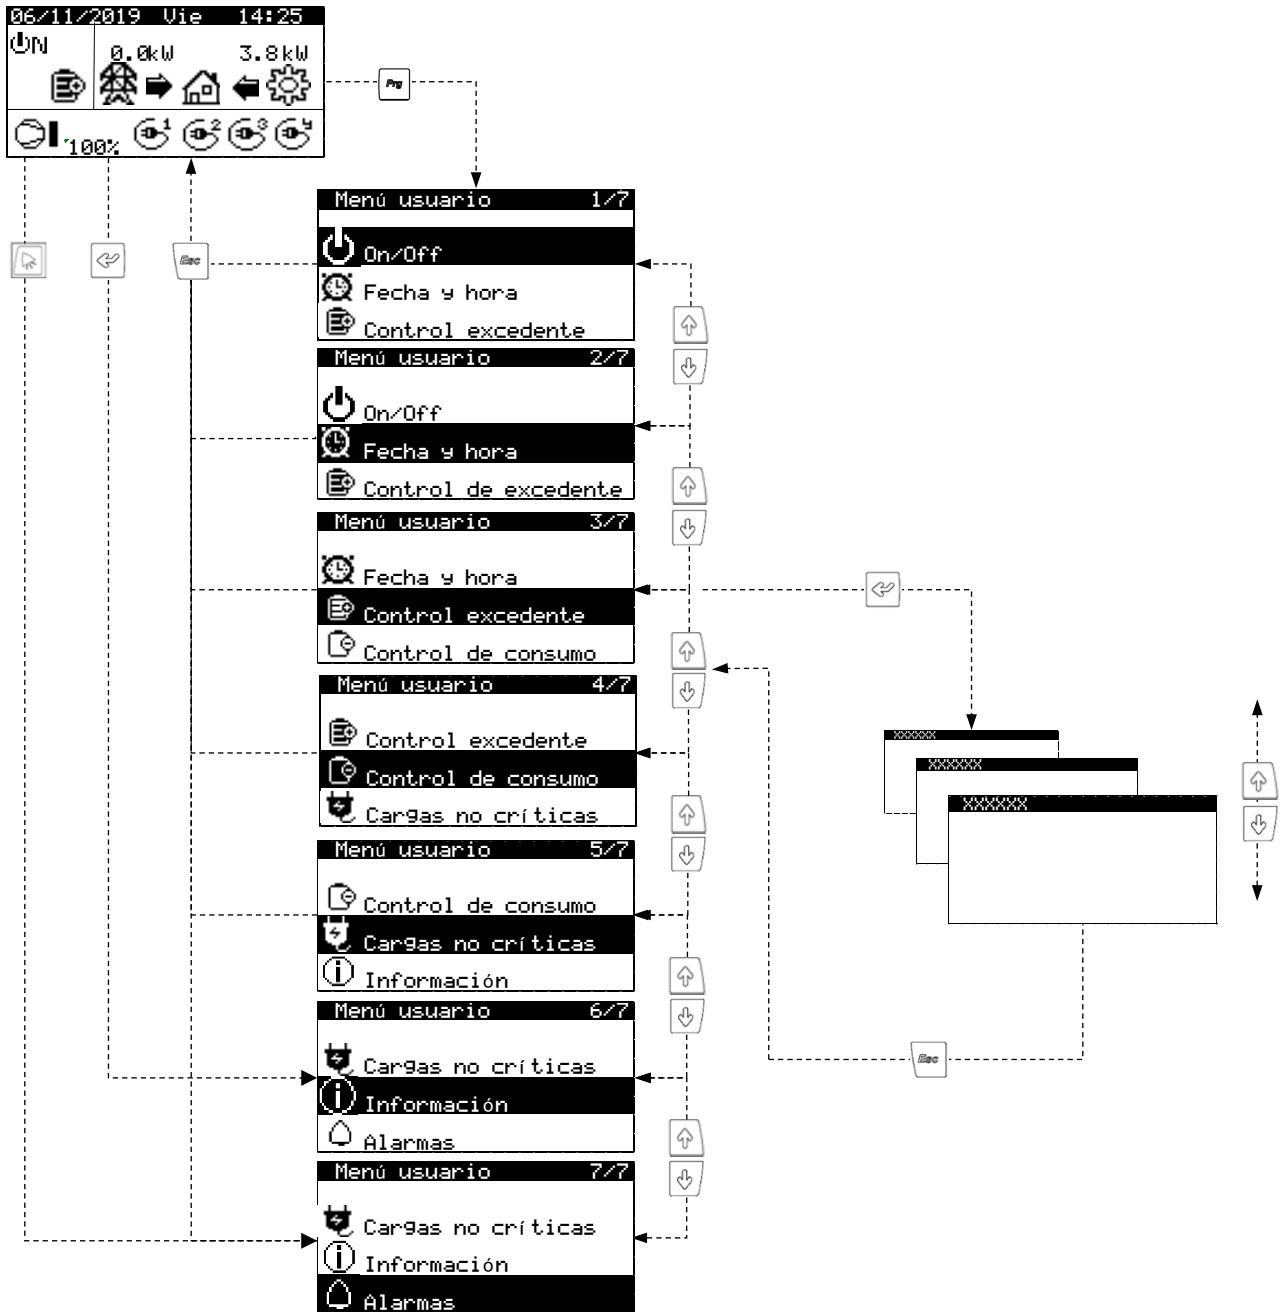 06/11/2019 Vie 14:25
ON
0.0kW 3.8kW
100% 1 2 3 4
Prg
Esc
Menú usuario 1/7
On/Off
Fecha y hora
Control excedente
Menú usuario 2/7
On/Off
Fecha y hora
Control de excedente
Menú usuario 3/7
Fecha y hora
Control excedente
Control de consumo
Menú usuario 4/7
Control excedente
Control de consumo
Cargas no críticas
Menú usuario 5/7
Control de consumo
Cargas no críticas
Información
Menú usuario 6/7
Cargas no críticas
Información
Alarmas
Menú usuario 7/7
Cargas no críticas
Información
Alarmas
XXXXXX
XXXXXX
XXXXXX
Esc